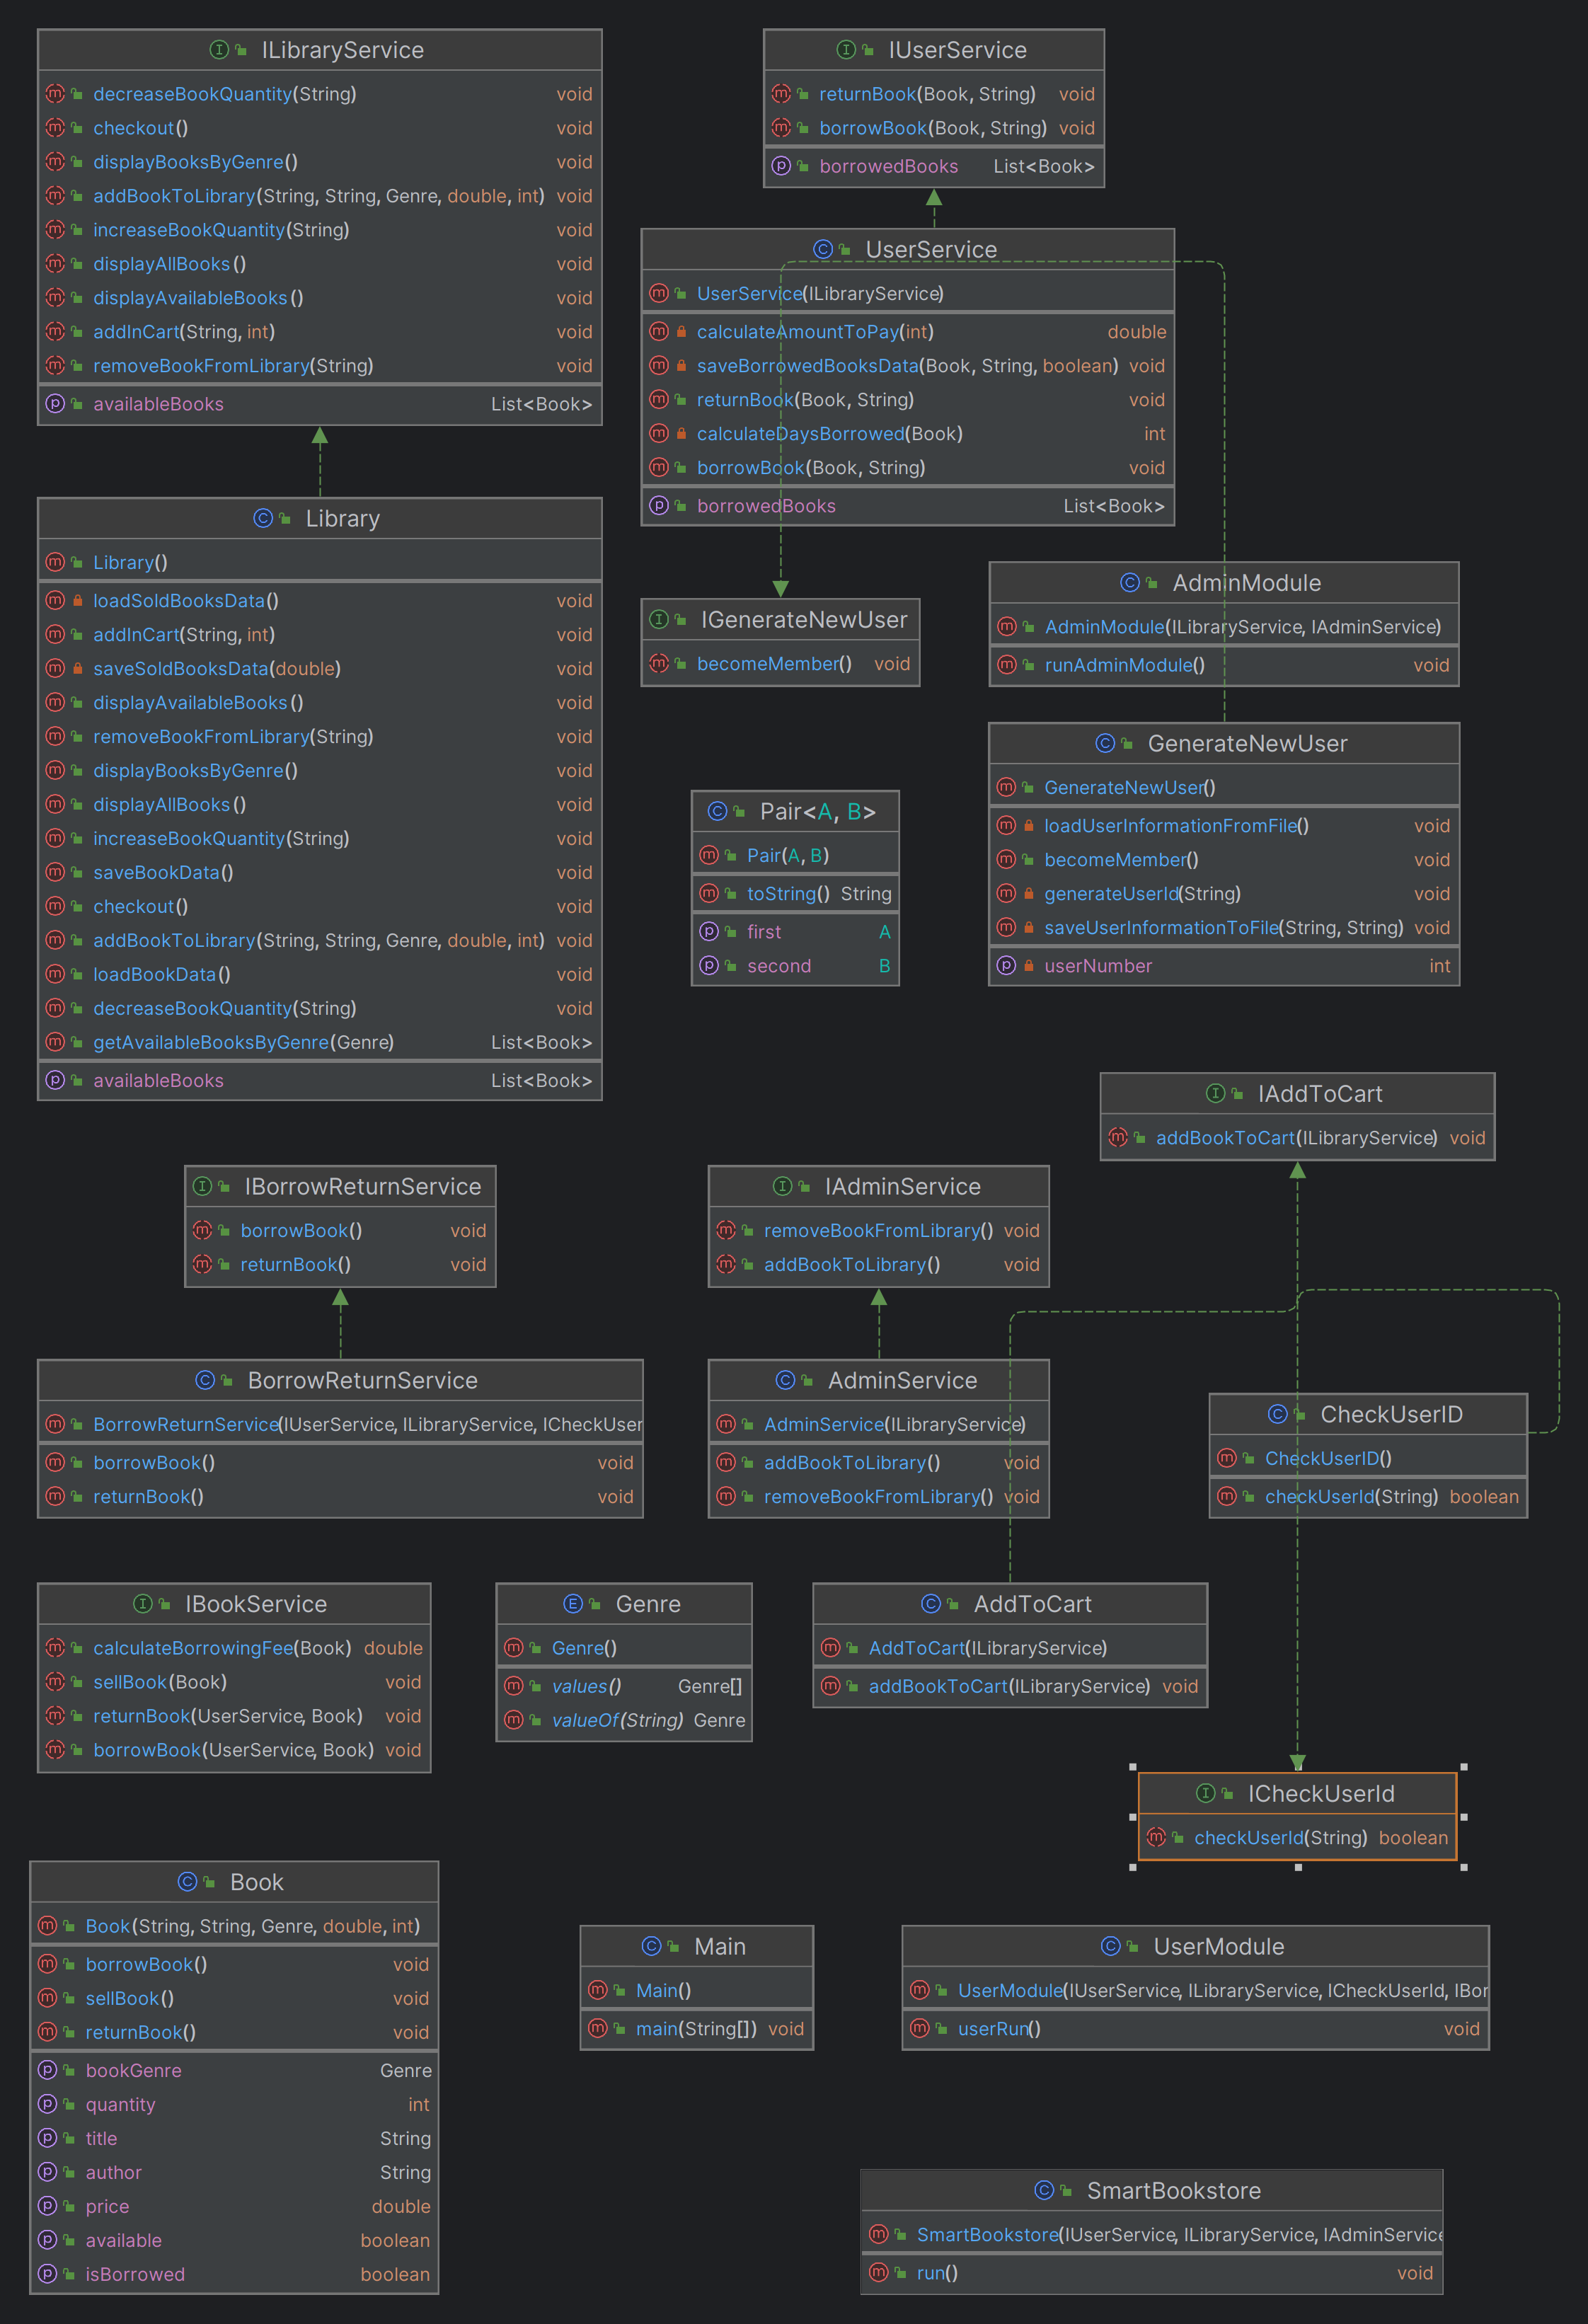 ILibraryService
decreaseBookQuantity(String) void
checkout() void
displayBooksByGenre() void
addBookToLibrary(String, String, Genre, double, int) void
increaseBookQuantity(String) void
displayAllBooks() void
displayAvailableBooks() void
addInCart(String, int) void
removeBookFromLibrary(String) void
availableBooks List<Book>
IUserService
returnBook(Book, String) void
borrowBook(Book, String) void
borrowedBooks List<Book>
UserService
UserService(ILibraryService)
calculateAmountToPay(int) double
saveBorrowedBooksData(Book, String, boolean) void
returnBook(Book, String) void
calculateDaysBorrowed(Book) int
borrowBook(Book, String) void
borrowedBooks List<Book>
Library
Library()
loadSoldBooksData() void
addInCart(String, int) void
saveSoldBooksData(double) void
displayAvailableBooks() void
removeBookFromLibrary(String) void
displayBooksByGenre() void
displayAllBooks() void
increaseBookQuantity(String) void
saveBookData() void
checkout() void
addBookToLibrary(String, String, Genre, double, int) void
loadBookData() void
decreaseBookQuantity(String) void
getAvailableBooksByGenre(Genre) List<Book>
availableBooks List<Book>
IGenerateNewUser
becomeMember() void
AdminModule
AdminModule(ILibraryService, IAdminService)
runAdminModule() void
GenerateNewUser
GenerateNewUser()
loadUserInformationFromFile() void
becomeMember() void
generateUserId(String) void
saveUserInformationToFile(String, String) void
userNumber int
Pair<A, B>
Pair(A, B)
toString() String
first A
second B
IAddToCart
addBookToCart(ILibraryService) void
IBorrowReturnService
borrowBook() void
returnBook() void
IAdminService
removeBookFromLibrary() void
addBookToLibrary() void
BorrowReturnService
BorrowReturnService(IUserService, ILibraryService, ICheckUser
borrowBook() void
returnBook() void
AdminService
AdminService(ILibraryService)
addBookToLibrary() void
removeBookFromLibrary() void
CheckUserID
CheckUserID()
checkUserId(String) boolean
IBookService
calculateBorrowingFee(Book) double
sellBook(Book) void
returnBook(UserService, Book) void
borrowBook(UserService, Book) void
Genre
Genre()
values() Genre[]
valueOf(String) Genre
AddToCart
AddToCart(ILibraryService)
addBookToCart(ILibraryService) void
ICheckUserId
checkUserId(String) boolean
Book
Book(String, String, Genre, double, int)
borrowBook() void
sellBook() void
returnBook() void
bookGenre Genre
quantity int
title String
author String
price double
available boolean
isBorrowed boolean
Main
Main()
main(String[]) void
UserModule
UserModule(IUserService, ILibraryService, ICheckUserId, IBor
userRun() void
SmartBookstore
SmartBookstore(IUserService, ILibraryService, IAdminService
run() void